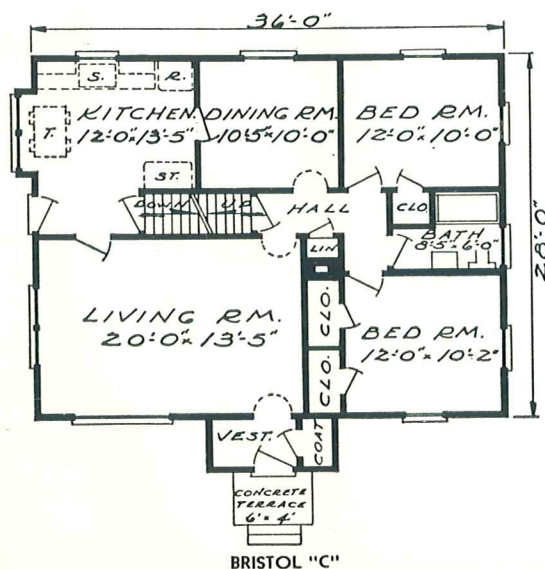 36'-0"
S.
R.
KITCHEN
12'-0"x13'-5"
T.
ST.
DINING RM.
10'-5"x10'-0"
BED RM.
12'-0"x10'-0"
DOWN
UP
HALL
CLO.
LIN
BATH
8'-5"x6'-0"
28'-0"
LIVING RM.
20'-0"x13'-5"
CLO.
CLO.
BED RM.
12'-0"x10'-2"
VEST.
COAT
CONCRETE
TERRACE
6'x4'
BRISTOL "C"